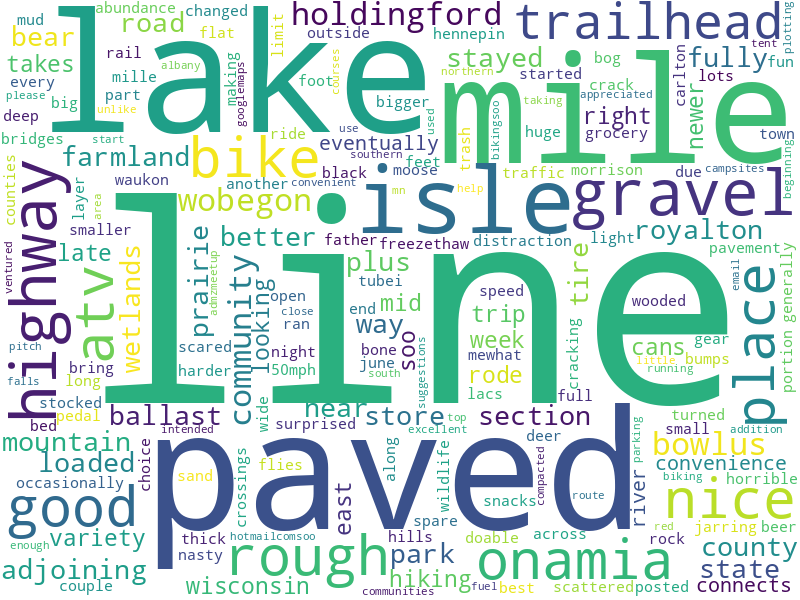 mud
abundance
changed
holdingford
trailhead
bear
road
flat
limit
outside
hennepin
plotting
takes
rail
albany
courses
stayed
fully
tent
fun
every
mille
making
googlemaps
foot
started
bog
carlton
lots
lake
mile
deep
big
part
please
unlike
bigger
northern
crack
appreciated
taking
newer
right
bridges
start
bike
ride
used
bikingsoo
huge
grocery
town
farmland
eventually
use
trash
beginning
counties
layer
waukon
another
convenient
southern
black
feet
moose
mn
help
traffic
morrison
due
campsites
highway
area
wobegon
isle
gravel
smaller
better
father
freezethaw
distraction
light
royalton
pavement
ventured
late
atv
wetlands
prairie
admzmeetup
community
looking
plus
tubei
tire
wooded
email
place
portion
generally
line
open
close
ran
end
mid
speed
way
trip
pitch
scared
night
bone
soo
week
mewhat
cans
gear
bumps
falls
harder
50mph
june
south
rode
cracking
little
running
long
bring
stocked
pedal
wide
near
lacs
suggestions
full
bed
intended
ballast
surprised
store
top
excellent
section
turned
small
addition
paved
mountain
choice
deer
parking
bowlus
loaded
sand
flies
crossings
along
wildlife
convenience
biking
horrible
occasionally
snacks
compacted
route
river
good
variety
thick
east
spare
nice
jarring
beer
enough
nasty
hotmailcomsoo
hills
doable
across
red
rock
county
rough
park
onamia
adjoining
hiking
state
couple
wisconsin
communities
fuel
best
scattered
posted
connects